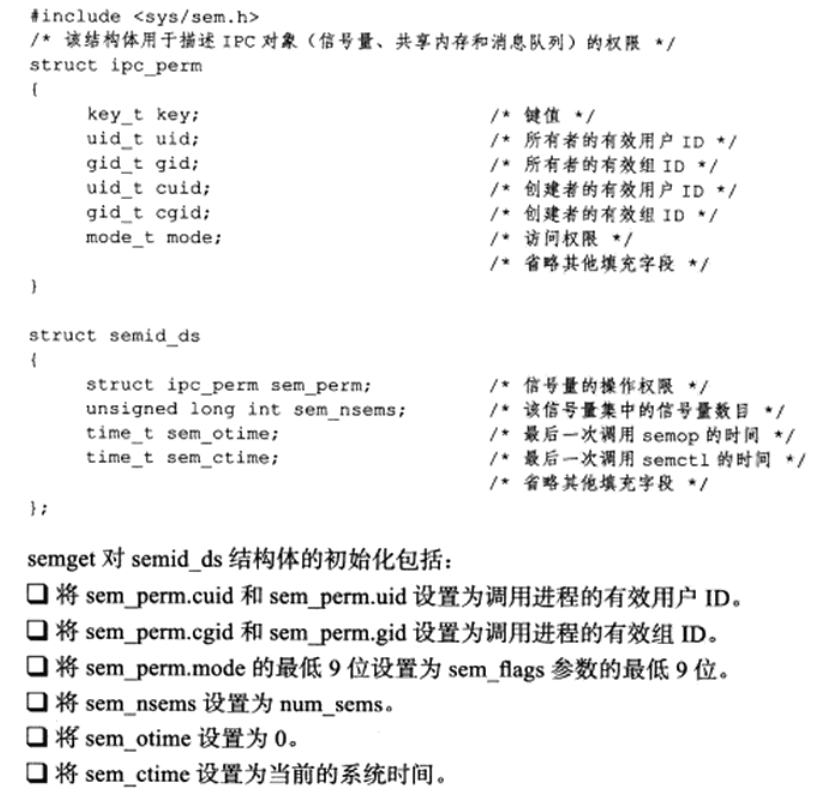 #include <sys/sem.h>
/* 该结构体用于描述 IPC 对象（信号量、共享内存和消息队列）的权限 */
struct ipc_perm
{
key_t key; /* 键值 */
uid_t uid; /* 所有者的有效用户 ID */
gid_t gid; /* 所有者的有效组 ID */
uid_t cuid; /* 创建者的有效用户 ID */
gid_t cgid; /* 创建者的有效组 ID */
mode_t mode; /* 访问权限 */
/* 省略其他填充字段 */
}
struct semid_ds
{
struct ipc_perm sem_perm; /* 信号量的操作权限 */
unsigned long int sem_nsems; /* 该信号量集中的信号量数目 */
time_t sem_otime; /* 最后一次调用 semop 的时间 */
time_t sem_ctime; /* 最后一次调用 semctl 的时间 */
/* 省略其他填充字段 */
};
semget 对 semid_ds 结构体的初始化包括：
❑ 将 sem_perm.cuid 和 sem_perm.uid 设置为调用进程的有效用户 ID。
❑ 将 sem_perm.cgid 和 sem_perm.gid 设置为调用进程的有效组 ID。
❑ 将 sem_perm.mode 的最低 9 位设置为 sem_flags 参数的最低 9 位。
❑ 将 sem_nsems 设置为 num_sems。
❑ 将 sem_otime 设置为 0。
❑ 将 sem_ctime 设置为当前的系统时间。